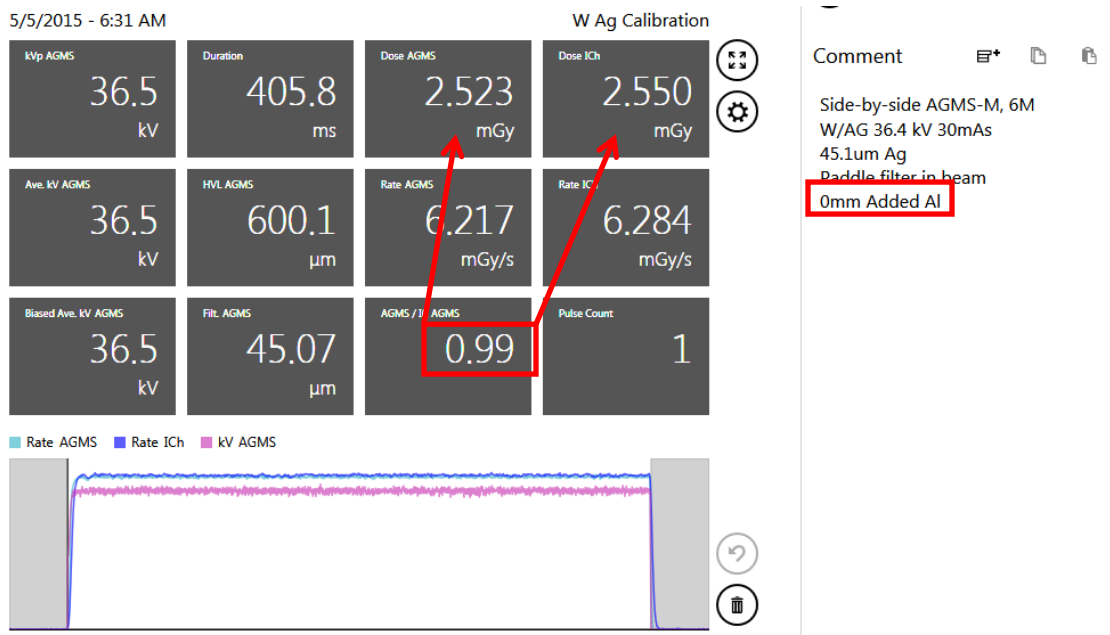 5/5/2015 - 6:31 AM
W Ag Calibration
kVp AGMS
36.5
kV
Duration
405.8
ms
Dose AGMS
2.523
mGy
Dose ICh
2.550
mGy
Ave. kV AGMS
36.5
kV
HVL AGMS
600.1
µm
Rate AGMS
6.217
mGy/s
Rate
6.284
mGy/s
Biased Ave. kV AGMS
36.5
kV
Filt. AGMS
45.07
µm
AGMS / AGMS
0.99
Pulse Count
1
Rate AGMS Rate ICh kV AGMS
Comment
Side-by-side AGMS-M, 6M
W/AG 36.4 kV 30mAs
45.1um Ag
Paddle filter in beam
0mm Added Al